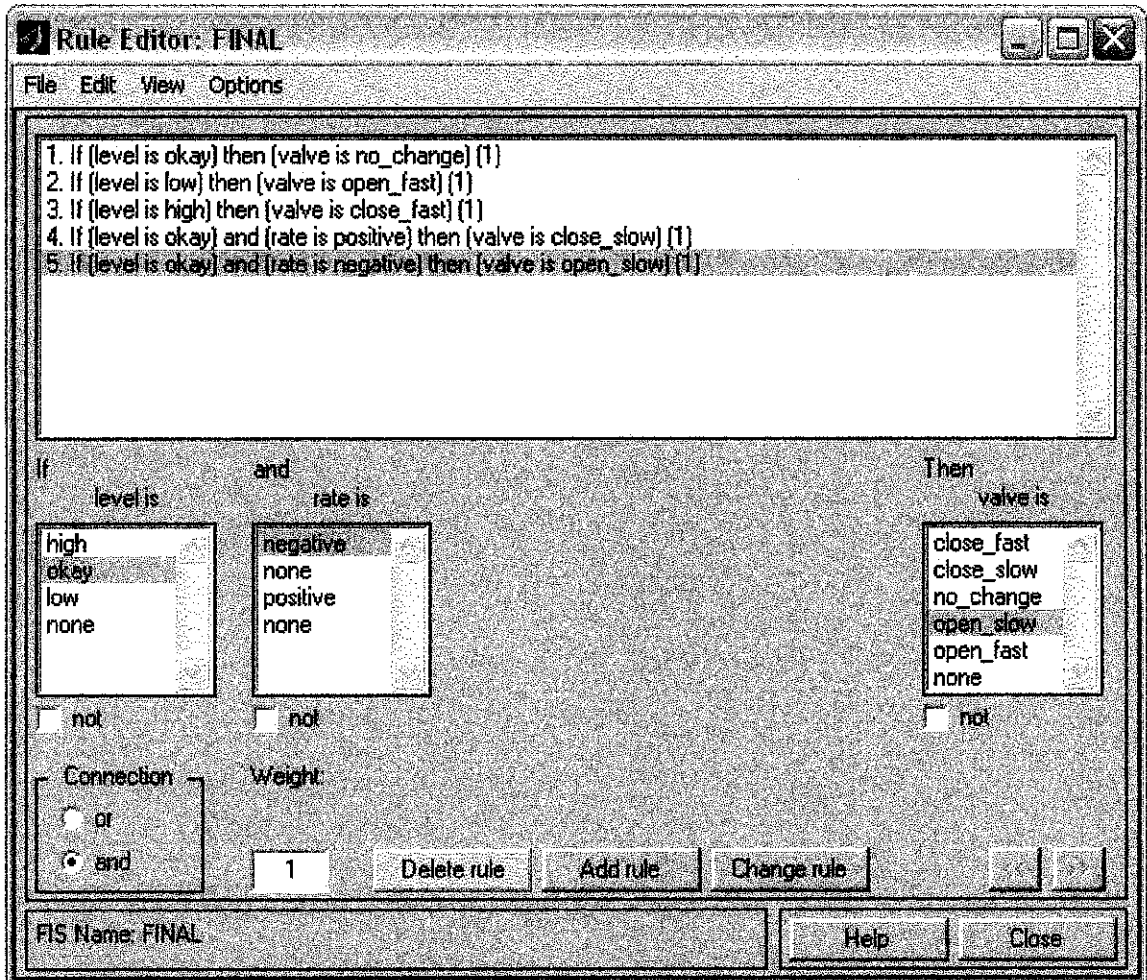 Rule Editor: FINAL
File Edit View Options
1. If (level is okay) then (valve is no_change) (1)
2. If (level is low) then (valve is open_fast) (1)
3. If (level is high) then (valve is close_fast) (1)
4. If (level is okay) and (rate is positive) then (valve is close_slow) (1)
5. If (level is okay) and (rate is negative) then (valve is open_slow) (1)
If and Then
level is rate is valve is
high
okay
low
none
negative
none
positive
none
close_fast
close_slow
no_change
open_slow
open_fast
none
not not not
Connection
or
and
Weight:
1 Delete rule Add rule Change rule << >>
FIS Name: FINAL
Help Close